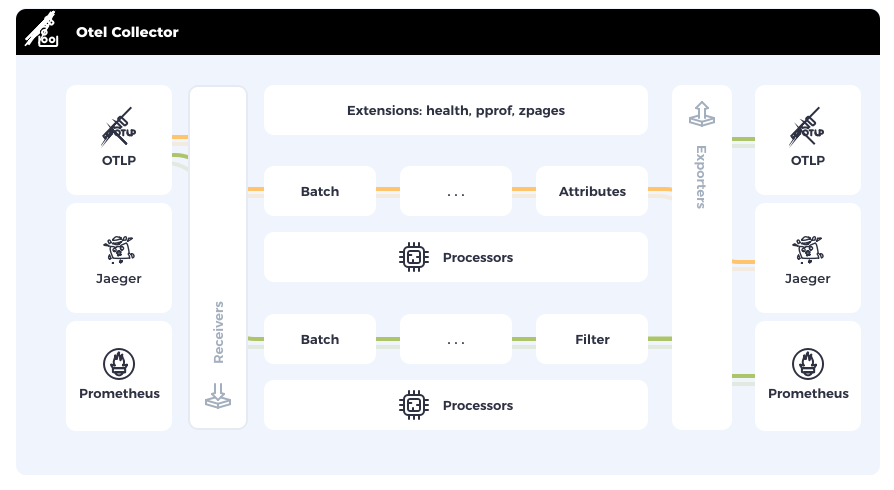 Otel Collector
OTLP
Jaeger
Prometheus
Receivers
Extensions: health, pprof, zpages
Batch
. . .
Attributes
Processors
Batch
. . .
Filter
Processors
Exporters
OTLP
OTLP
Jaeger
Prometheus
OTLP